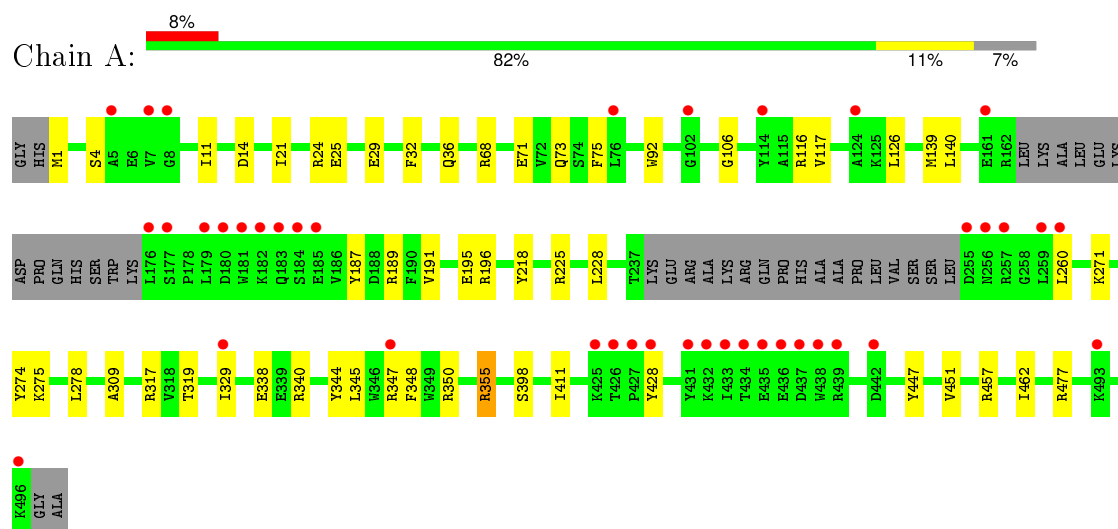 8%
Chain A:
82% 11% 7%
GLY HIS M1 S4 A5 E6 V7 G8 I11 D14 I21 R24 E25 E29 F32 Q36 R68 E71 V72 Q73 S74 F75 L76 W92 G102 G106 Y114 A115 R116 V117 A124 K125 L126 M139 L140 E161 R162 LEU LYS ALA LEU GLU LYS
ASP PRO GLN HIS SER TRP LYS L176 S177 P178 L179 D180 W181 K182 Q183 S184 E185 V186 Y187 D188 R189 F190 V191 E195 R196 Y218 R225 L228 T237 LYS GLU ARG ALA LYS ARG GLN PRO HIS ALA ALA PRO LEU VAL SER SER LEU D255 N256 R257 G258 L259 L260 K271
Y274 K275 L278 A309 R317 V318 T319 I329 E338 E339 R340 Y344 L345 W346 R347 F348 W349 R350 R355 S398 I411 K425 T426 P427 Y428 Y431 K432 I433 T434 E435 E436 D437 W438 R439 D442 Y447 V451 R457 I462 R477 K493
K496 GLY ALA